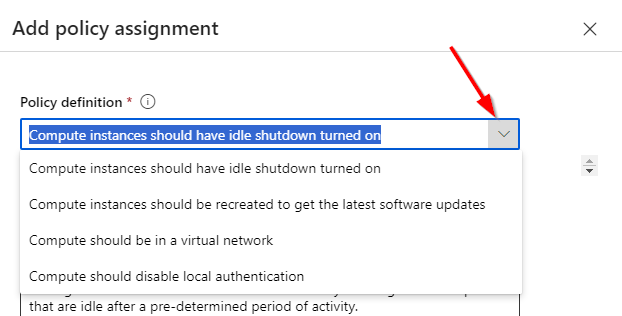 Add policy assignment
Policy definition *
Compute instances should have idle shutdown turned on
Compute instances should have idle shutdown turned on
Compute instances should be recreated to get the latest software updates
Compute should be in a virtual network
Compute should disable local authentication
that are idle after a pre-determined period of activity.